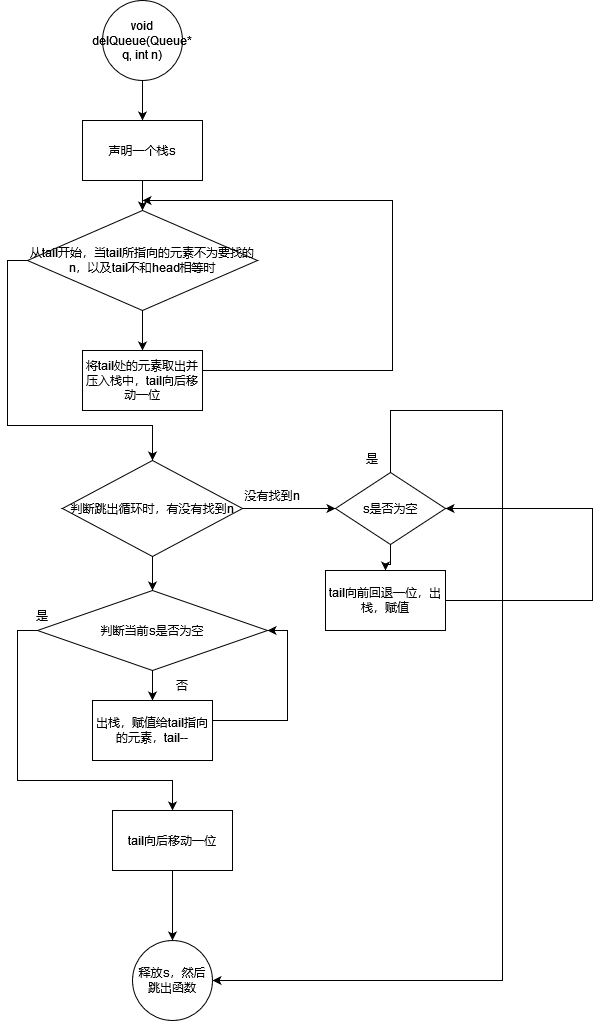 void
delQueue(Queue*
q, int n)
声明一个栈s
从tail开始，当tail所指向的元素不为要找的
n，以及tail不和head相等时
将tail处的元素取出并
压入栈中，tail向后移
动一位
判断跳出循环时，有没有找到n
没有找到n
是
s是否为空
tail向前回退一位，出
栈，赋值
是
判断当前s是否为空
否
出栈，赋值给tail指向
的元素，tail--
tail向后移动一位
释放s，然后
跳出函数